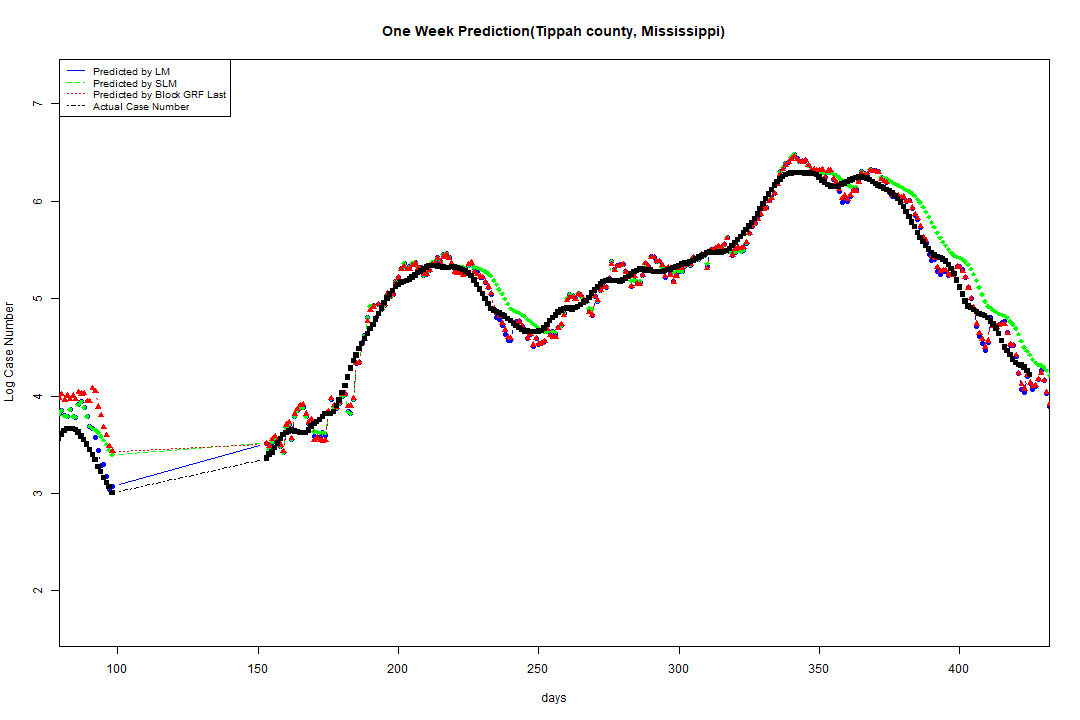 One Week Prediction(Tippah county, Mississippi)
Predicted by LM
Predicted by SLM
Predicted by Block GRF Last
Actual Case Number
7
6
5
4
3
2
Log Case Number
100 150 200 250 300 350 400
days